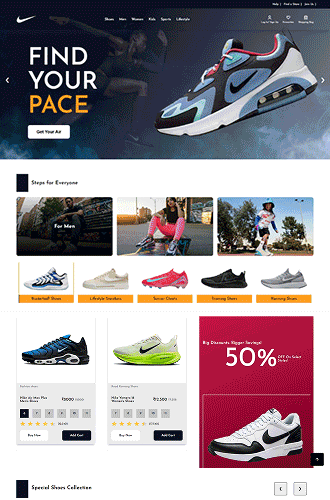 Help | Find a Store | Join Us |
Shoes Men Women Kids Sports Lifestyle
Log In/ Sign Up Favourites Shopping Bag
FIND
YOUR
PACE
Get Your Air
Steps for Everyone
For Men
Basketball Shoes Lifestyle Sneakers Soccer Cleats Training Shoes Running Shoes
Big Discounts Bigger Savings!
50% OFF On Select Styles!
Nike Air Max Plus
Men's Shoes
Nike Vomero 18
Women's Shoes
₹12,500
Buy Now Add Cart Buy Now Add Cart
Special Shoes Collection